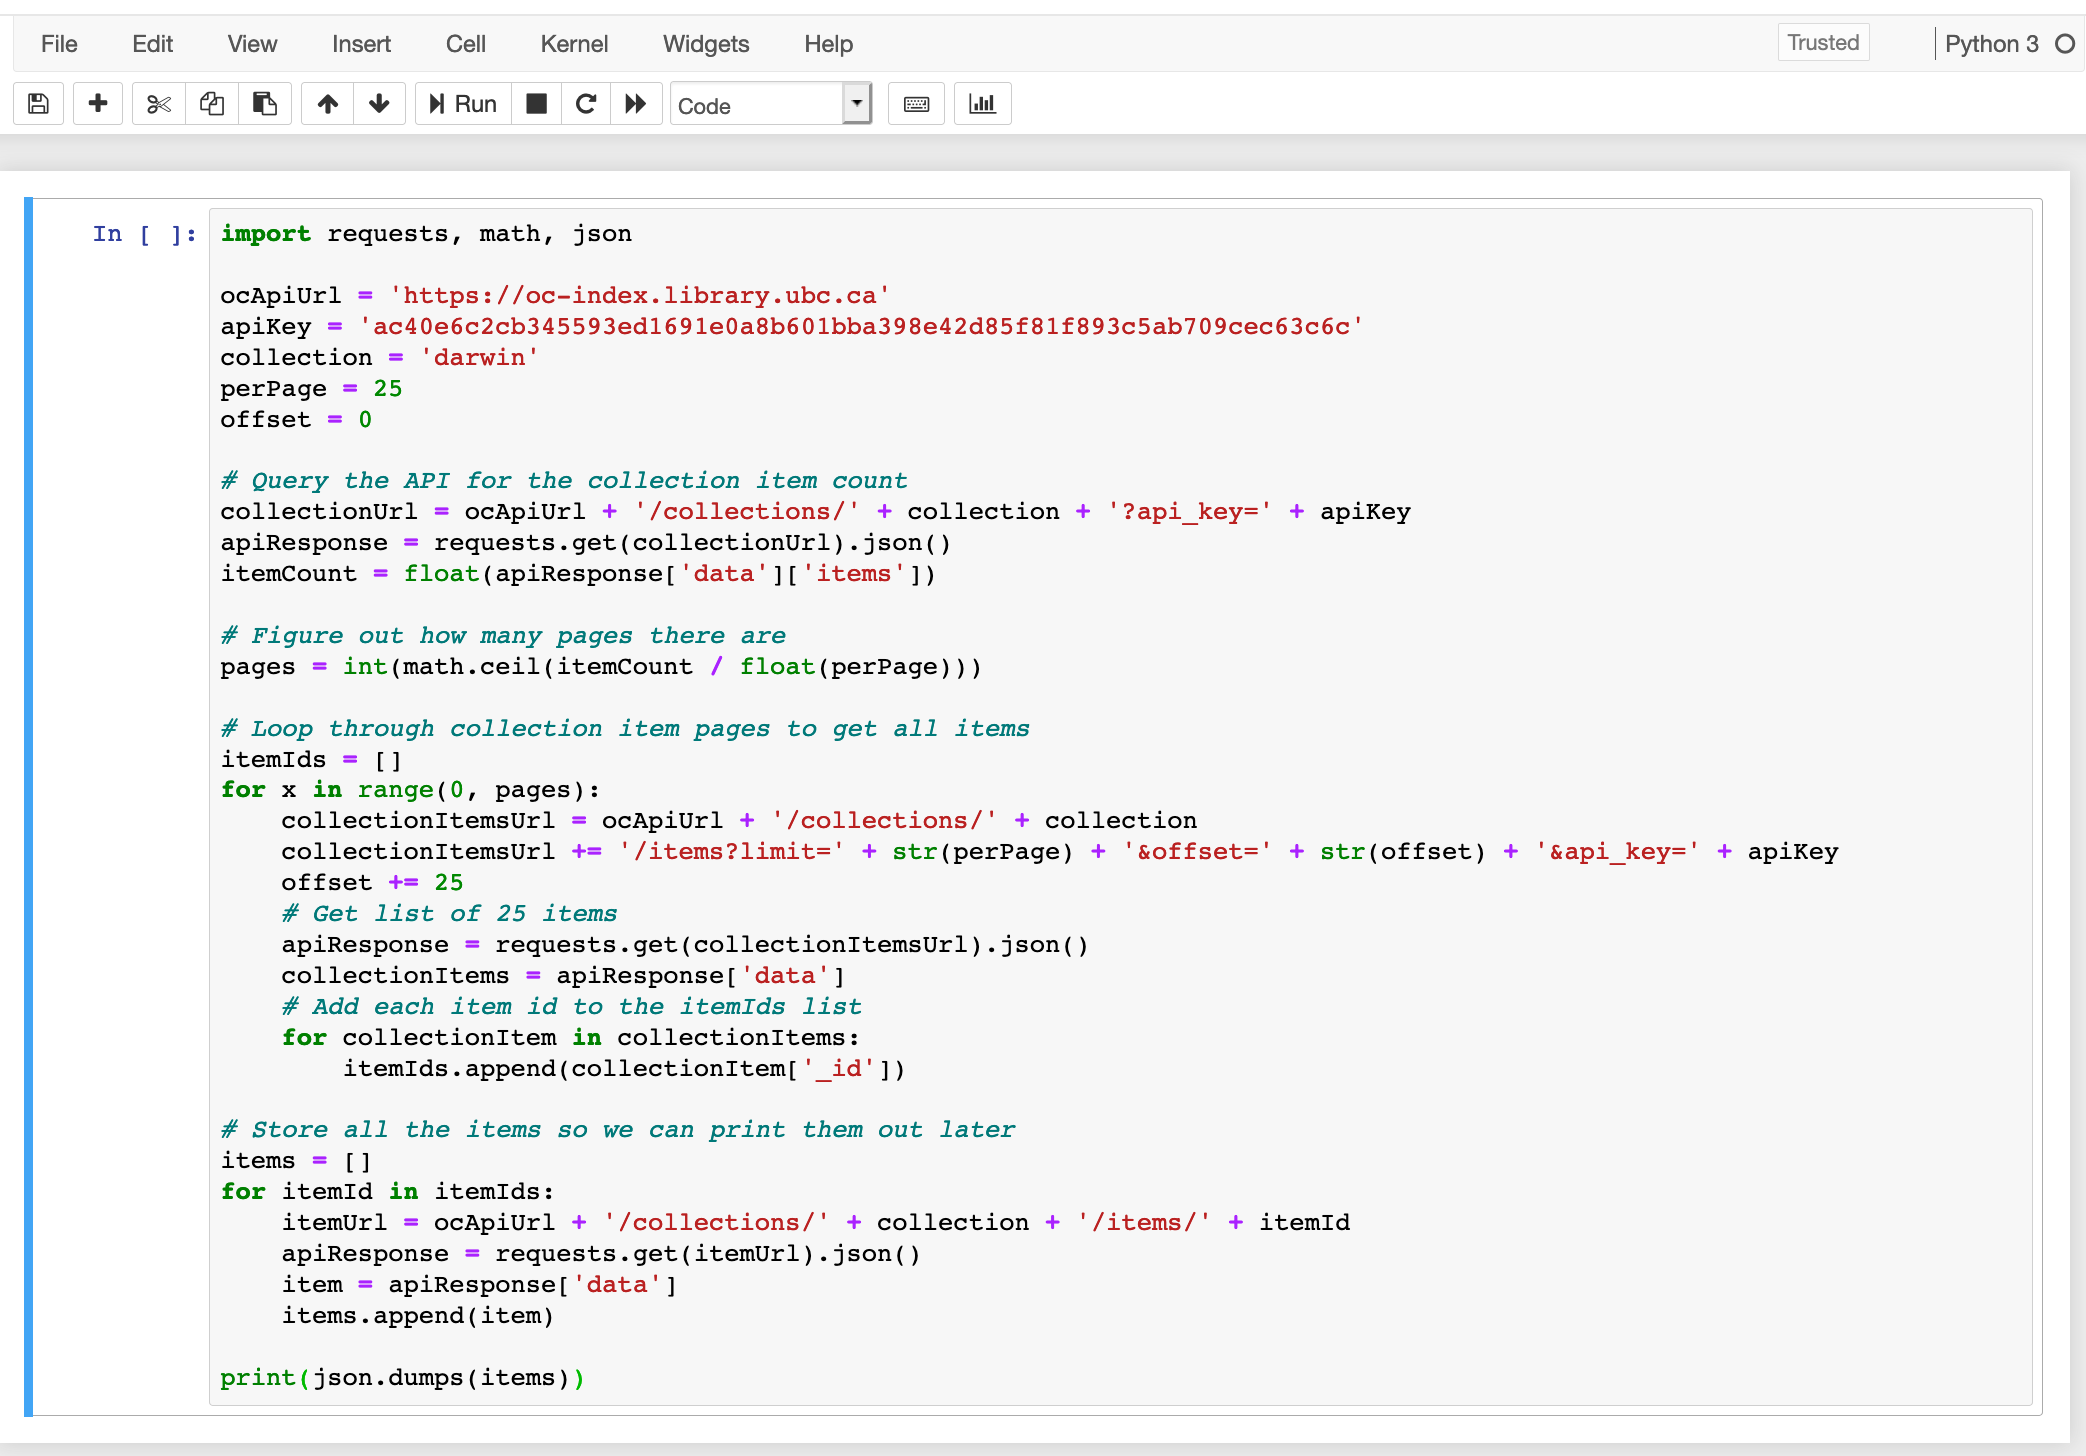 File Edit View Insert Cell Kernel Widgets Help Trusted Python 3
Run Code
In [ ]:
import requests, math, json
ocApiUrl = 'https://oc-index.library.ubc.ca'
apiKey = 'ac40e6c2cb345593ed1691e0a8b601bba398e42d85f81f893c5ab709cec63c6c'
collection = 'darwin'
perPage = 25
offset = 0
# Query the API for the collection item count
collectionUrl = ocApiUrl + '/collections/' + collection + '?api_key=' + apiKey
apiResponse = requests.get(collectionUrl).json()
itemCount = float(apiResponse['data']['items'])
# Figure out how many pages there are
pages = int(math.ceil(itemCount / float(perPage)))
# Loop through collection item pages to get all items
itemIds = []
for x in range(0, pages):
    collectionItemsUrl = ocApiUrl + '/collections/' + collection
    collectionItemsUrl += '/items?limit=' + str(perPage) + '&offset=' + str(offset) + '&api_key=' + apiKey
    offset += 25
    # Get list of 25 items
    apiResponse = requests.get(collectionItemsUrl).json()
    collectionItems = apiResponse['data']
    # Add each item id to the itemIds list
    for collectionItem in collectionItems:
        itemIds.append(collectionItem['_id'])
# Store all the items so we can print them out later
items = []
for itemId in itemIds:
    itemUrl = ocApiUrl + '/collections/' + collection + '/items/' + itemId
    apiResponse = requests.get(itemUrl).json()
    item = apiResponse['data']
    items.append(item)
print(json.dumps(items))